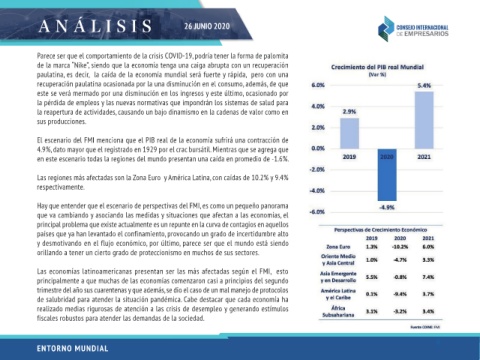 ANÁLISIS
26 JUNIO 2020
CONSEJO INTERNACIONAL
DE EMPRESARIOS
Parece ser que el comportamiento de la crisis COVID-19, podría tener la forma de palomita
de la marca "Nike", siendo que la economía tenga una caiga abrupta con un recuperación
paulatina, es decir, la caída de la economía mundial será fuerte y rápida, pero con una
recuperación paulatina ocasionada por la una disminución en el consumo, además, de que
este se verá mermado por una disminución en los ingresos y este último, ocasionado por
la pérdida de empleos y las nuevas normativas que impondrán los sistemas de salud para
la reapertura de actividades, causando un bajo dinamismo en la cadenas de valor como en
sus producciones.
El escenario del FMI menciona que el PIB real de la economía sufrirá una contracción de
4.9%, dato mayor que el registrado en 1929 por el crac bursátil. Mientras que se agrega que
en este escenario todas la regiones del mundo presentan una caída en promedio de -1.6%.
Las regiones más afectadas son la Zona Euro y América Latina, con caídas de 10.2% y 9.4%
respectivamente.
Hay que entender que el escenario de perspectivas del FMI, es como un pequeño panorama
que va cambiando y asociando las medidas y situaciones que afectan a las economías, el
principal problema que existe actualmente es un repunte en la curva de contagios en aquellos
países que ya han levantado el confinamiento, provocando un grado de incertidumbre alto
y desmotivando en el flujo económico, por último, parece ser que el mundo está siendo
orillando a tener un cierto grado de proteccionismo en muchos de sus sectores.
Las economías latinoamericanas presentan ser las más afectadas según el FMI, esto
principalmente a que muchas de las economías comenzaron casi a principios del segundo
trimestre del año sus cuarentenas y que además, se dio el caso de un mal manejo de protocolos
de salubridad para atender la situación pandémica. Cabe destacar que cada economía ha
realizado medidas rigurosas de atención a las crisis de desempleo y generando estímulos
fiscales robustos para atender las demandas de la sociedad.
Crecimiento del PIB real Mundial
(Var %)
6.0%
4.0%
2.0%
0.0%
-2.0%
-4.0%
-6.0%
2.9%
2019
2020
-4.9%
5.4%
2021
Perspectivas de Crecimiento Económico
2019 2020 2021
Zona Euro 1.3% -10.2% 6.0%
Oriente Medio
y Asia Central 1.0% -4.7% 3.3%
Asia Emergente
y en Desarrollo 5.5% -0.8% 7.4%
América Latina
y el Caribe 0.1% -9.4% 3.7%
África
Subsahariana 3.1% -3.2% 3.4%
Fuente COINE: FMI
ENTORNO MUNDIAL